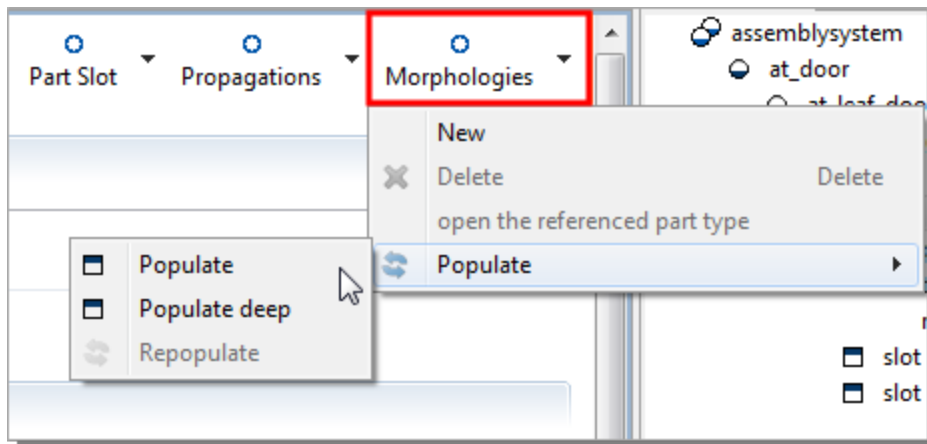 Part Slot
Propagations
Morphologies
assemblysystem
at_door
New
Delete Delete
open the referenced part type
Populate
Populate
Populate deep
Repopulate
slot
slot